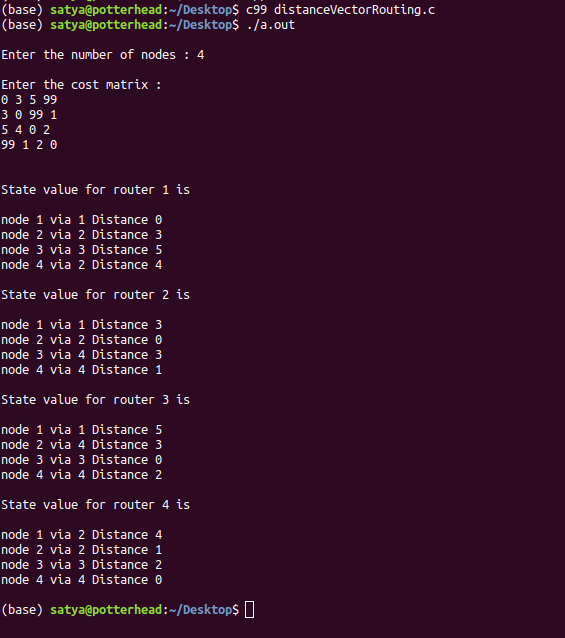 (base) satya@potterhead:~/Desktop$ c99 distanceVectorRouting.c
(base) satya@potterhead:~/Desktop$ ./a.out
Enter the number of nodes : 4
Enter the cost matrix :
0 3 5 99
3 0 99 1
5 4 0 2
99 1 2 0
State value for router 1 is
node 1 via 1 Distance 0
node 2 via 2 Distance 3
node 3 via 3 Distance 5
node 4 via 2 Distance 4
State value for router 2 is
node 1 via 1 Distance 3
node 2 via 2 Distance 0
node 3 via 4 Distance 3
node 4 via 4 Distance 1
State value for router 3 is
node 1 via 1 Distance 5
node 2 via 4 Distance 3
node 3 via 3 Distance 0
node 4 via 4 Distance 2
State value for router 4 is
node 1 via 2 Distance 4
node 2 via 2 Distance 1
node 3 via 3 Distance 2
node 4 via 4 Distance 0
(base) satya@potterhead:~/Desktop$